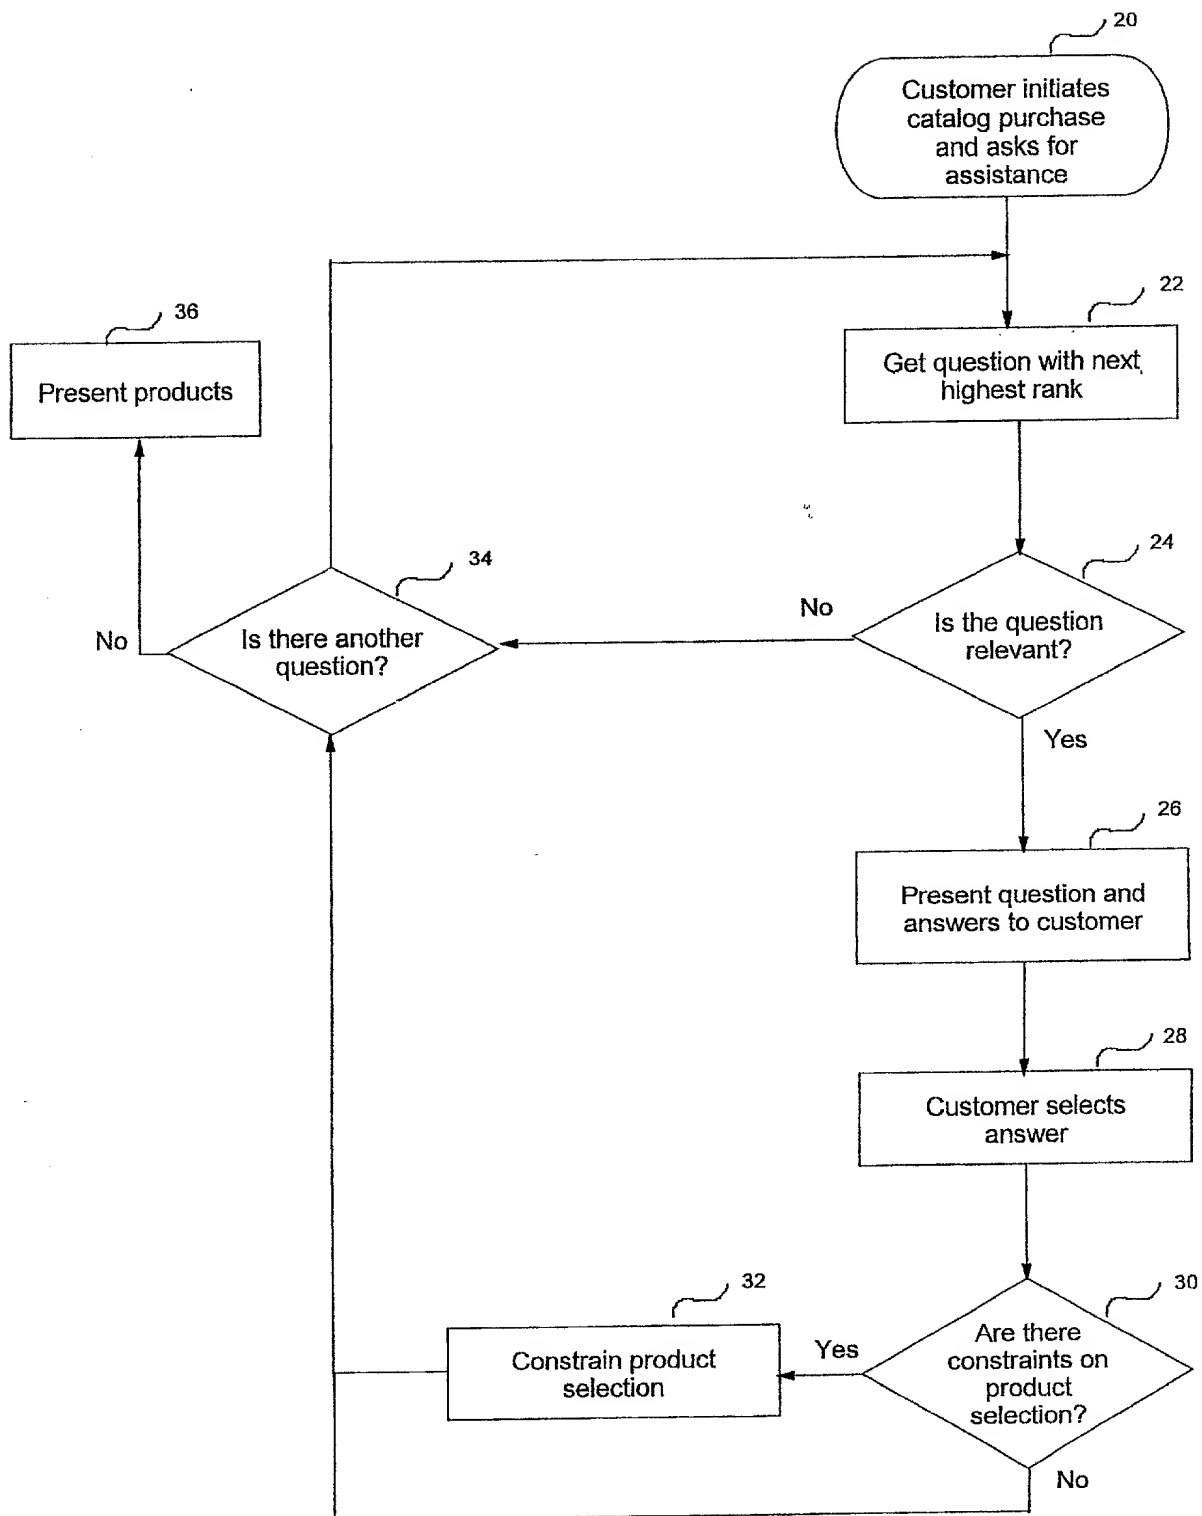 20
Customer initiates
catalog purchase
and asks for
assistance
22
Get question with next
highest rank
36
Present products
24
Is the question
relevant?
No
34
Is there another
question?
No
Yes
26
Present question and
answers to customer
28
Customer selects
answer
30
Are there
constraints on
product
selection?
Yes
32
Constrain product
selection
No